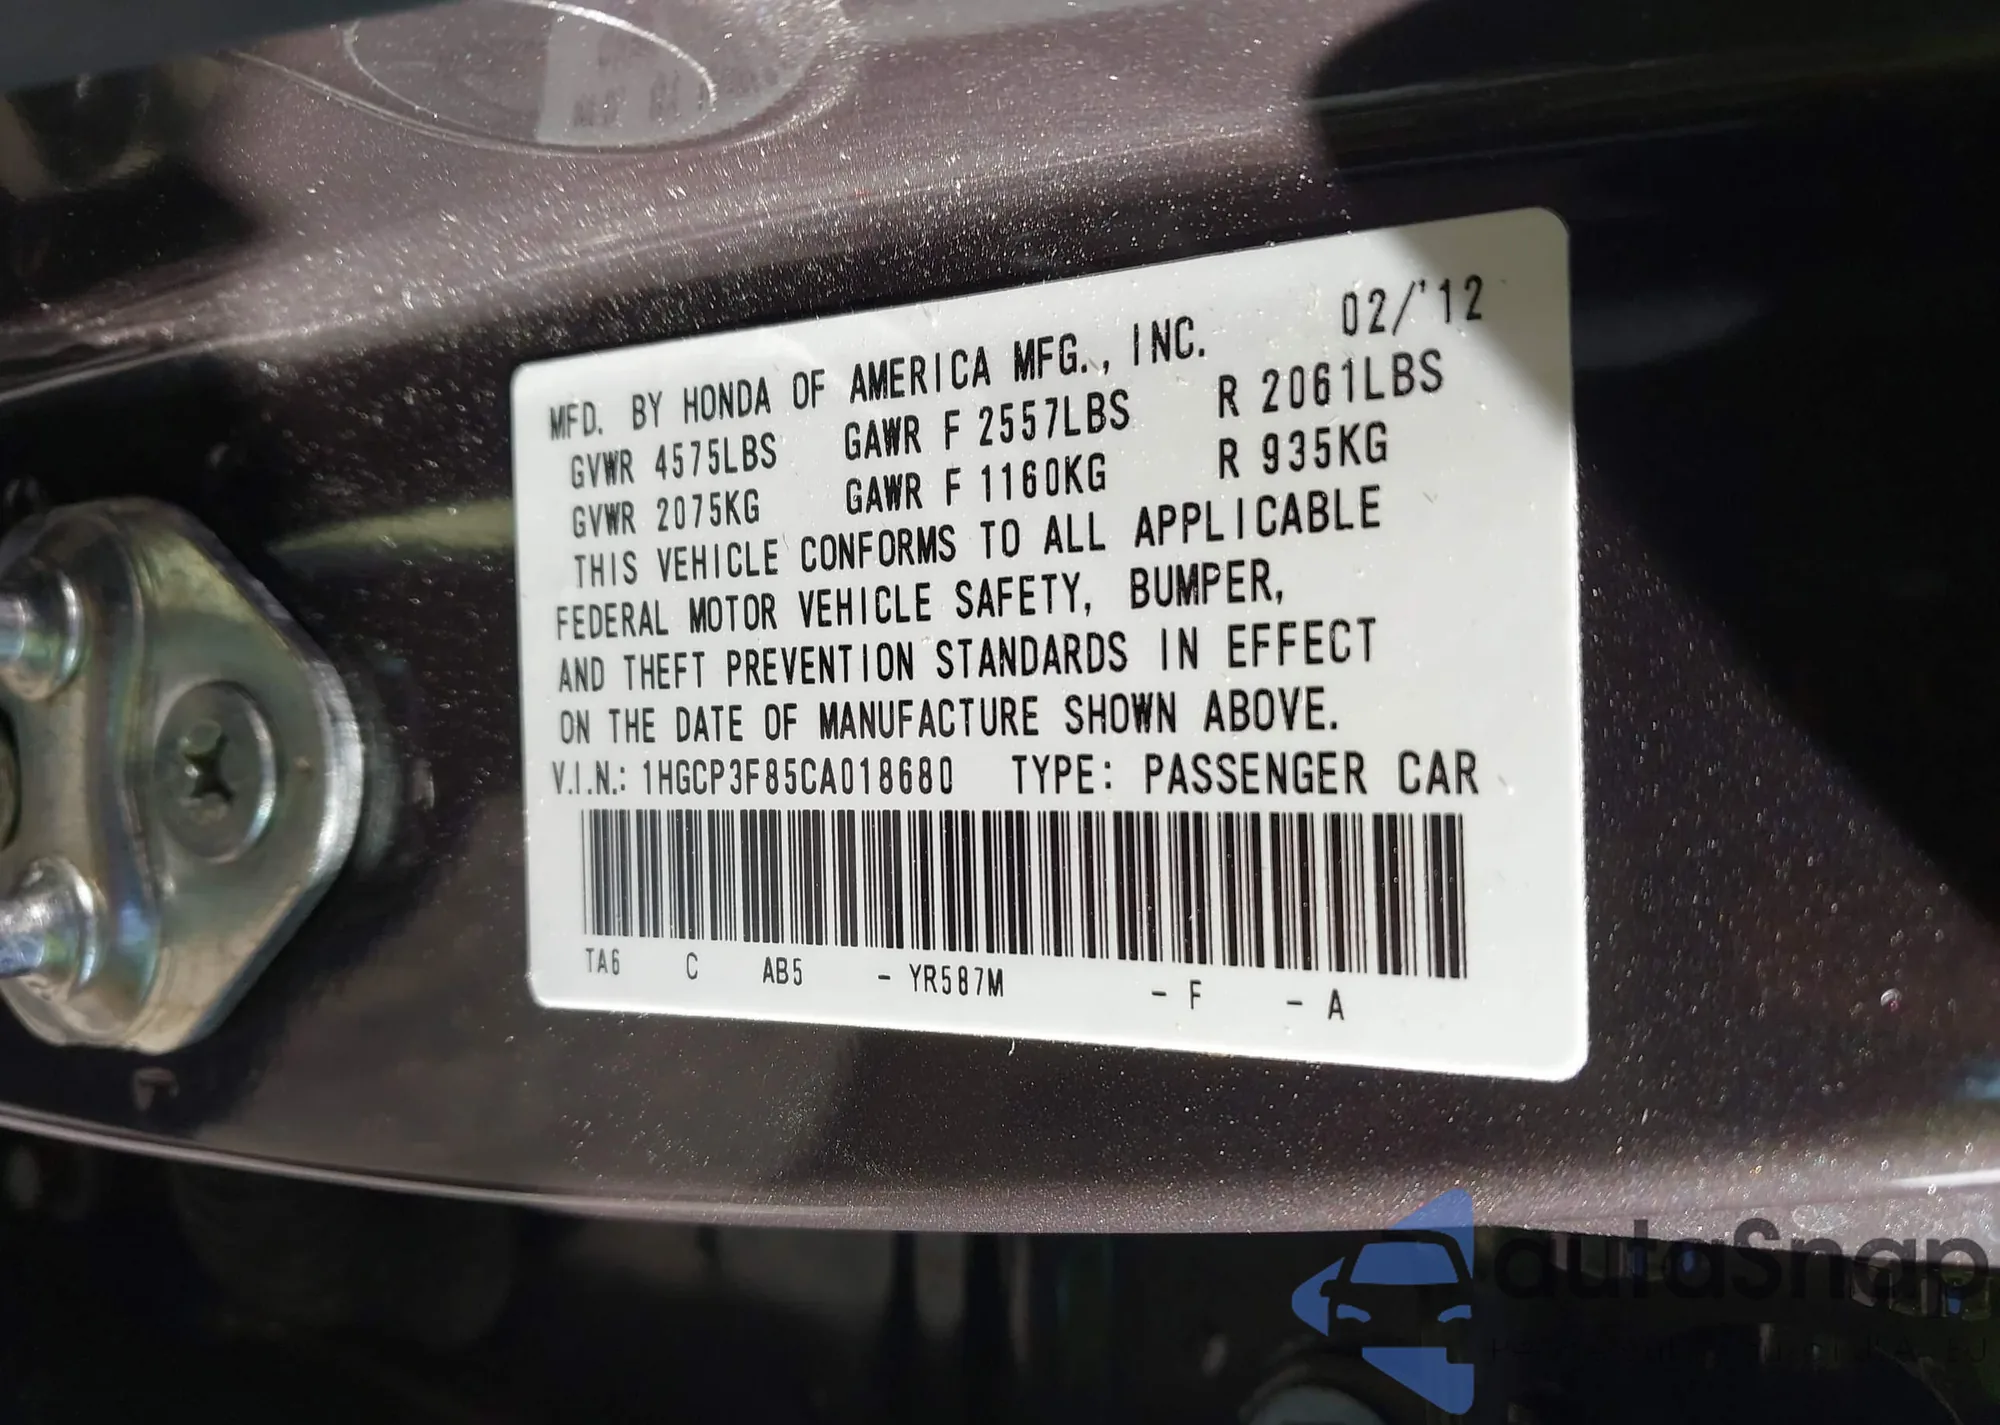 MFD. BY HONDA OF AMERICA MFG., INC. 02/'12
GVWR 4575LBS GAWR F 2557LBS R 2061LBS
GVWR 2075KG GAWR F 1160KG R 935KG
THIS VEHICLE CONFORMS TO ALL APPLICABLE
FEDERAL MOTOR VEHICLE SAFETY, BUMPER,
AND THEFT PREVENTION STANDARDS IN EFFECT
ON THE DATE OF MANUFACTURE SHOWN ABOVE.
V.I.N.: 1HGCP3F85CA018680 TYPE: PASSENGER CAR
TA6 C AB5 - YR587M - F - A
autaSnap